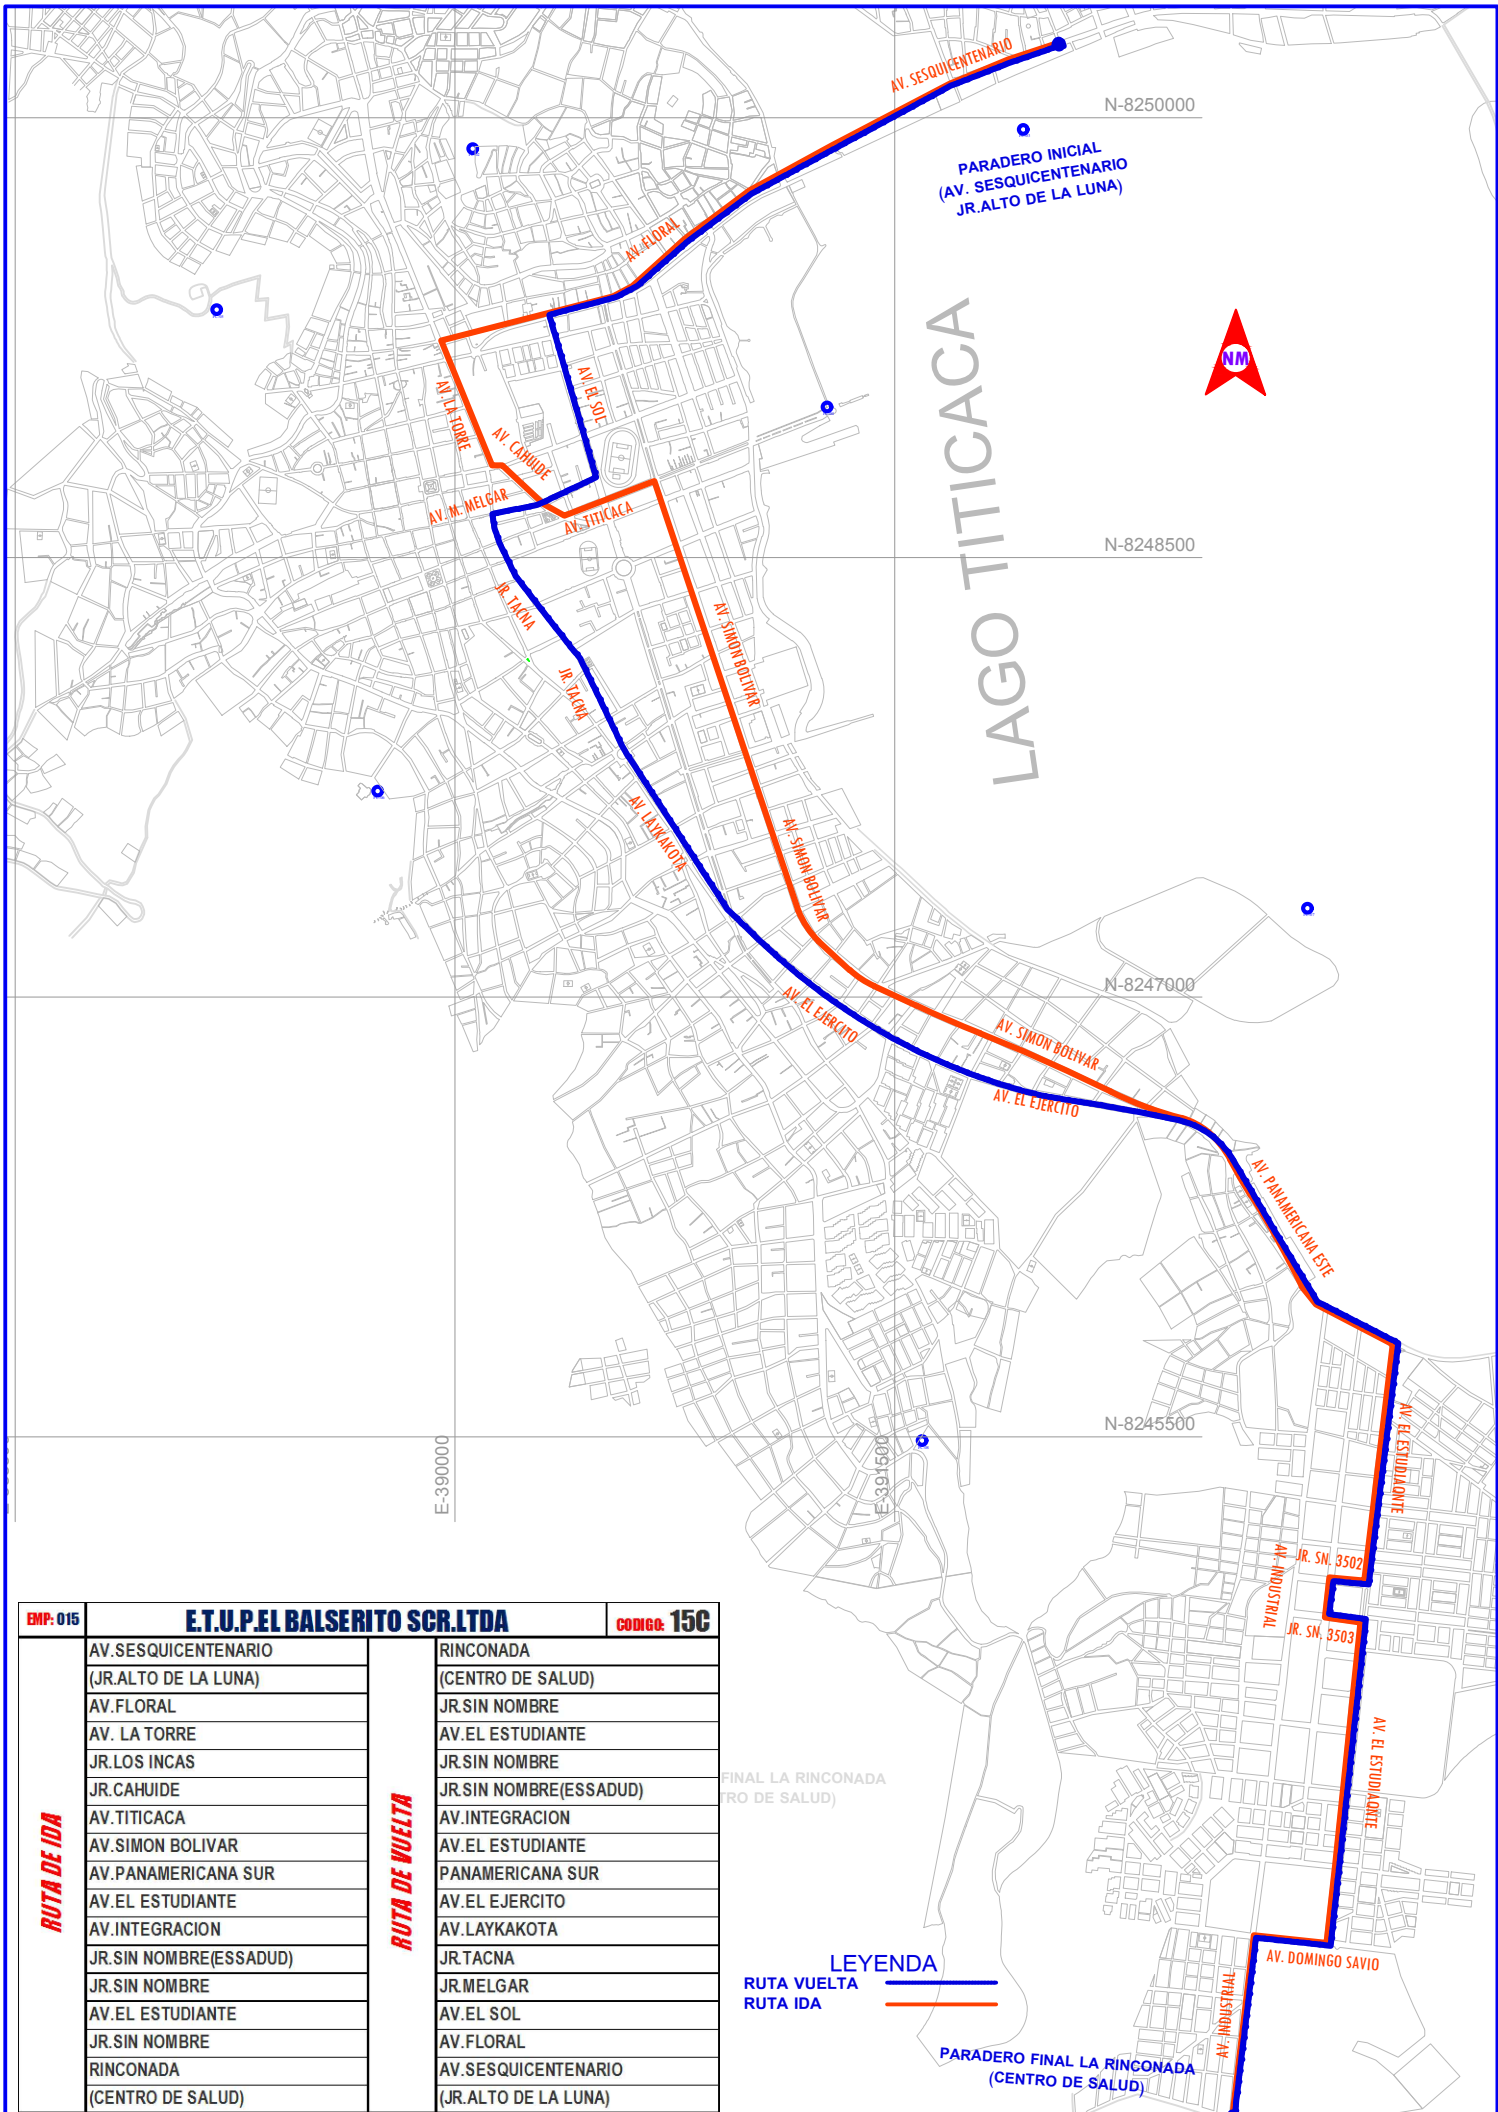 AV. SESQUICENTENARIO
N-8250000
PARADERO INICIAL
(AV. SESQUICENTENARIO
JR.ALTO DE LA LUNA)
AV. FLORAL
LAGO TITICACA
NM
AV. EL SOL
AV. LA TORRE
AV. CAHUIDE
AV. M. MELGAR
AV. TITICACA
N-8248500
JR. TACNA
AV. SIMON BOLIVAR
JR. TACNA
AV. LAYKAKOTA
AV. SIMON BOLIVAR
N-8247000
AV. EL EJERCITO
AV. SIMON BOLIVAR
AV. EL EJERCITO
AV. PANAMERICANA ESTE
N-8245500
E-390000
E-391500
AV. EL ESTUDIAQNTE
JR. SN. 3502
AV. INDUSTRIAL
JR. SN. 3503
AV. EL ESTUDIAQNTE
AV. DOMINGO SAVIO
AV. INDUSTRIAL
FINAL LA RINCONADA
TRO DE SALUD)
EMP: 015
E.T.U.P.EL BALSERITO SCR.LTDA
CODIGO: 15C
RUTA DE IDA
AV.SESQUICENTENARIO
(JR.ALTO DE LA LUNA)
AV.FLORAL
AV. LA TORRE
JR.LOS INCAS
JR.CAHUIDE
AV.TITICACA
AV.SIMON BOLIVAR
AV.PANAMERICANA SUR
AV.EL ESTUDIANTE
AV.INTEGRACION
JR.SIN NOMBRE(ESSADUD)
JR.SIN NOMBRE
AV.EL ESTUDIANTE
JR.SIN NOMBRE
RINCONADA
(CENTRO DE SALUD)
RUTA DE VUELTA
RINCONADA
(CENTRO DE SALUD)
JR.SIN NOMBRE
AV.EL ESTUDIANTE
JR.SIN NOMBRE
JR.SIN NOMBRE(ESSADUD)
AV.INTEGRACION
AV.EL ESTUDIANTE
PANAMERICANA SUR
AV.EL EJERCITO
AV.LAYKAKOTA
JR.TACNA
JR.MELGAR
AV.EL SOL
AV.FLORAL
AV.SESQUICENTENARIO
(JR.ALTO DE LA LUNA)
LEYENDA
RUTA VUELTA
RUTA IDA
PARADERO FINAL LA RINCONADA
(CENTRO DE SALUD)